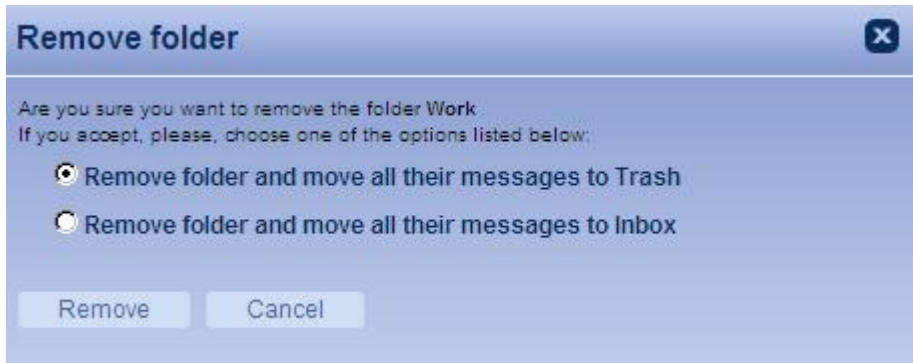 Remove folder
Are you sure you want to remove the folder Work
If you accept, please, choose one of the options listed below:
Remove folder and move all their messages to Trash
Remove folder and move all their messages to Inbox
Remove Cancel